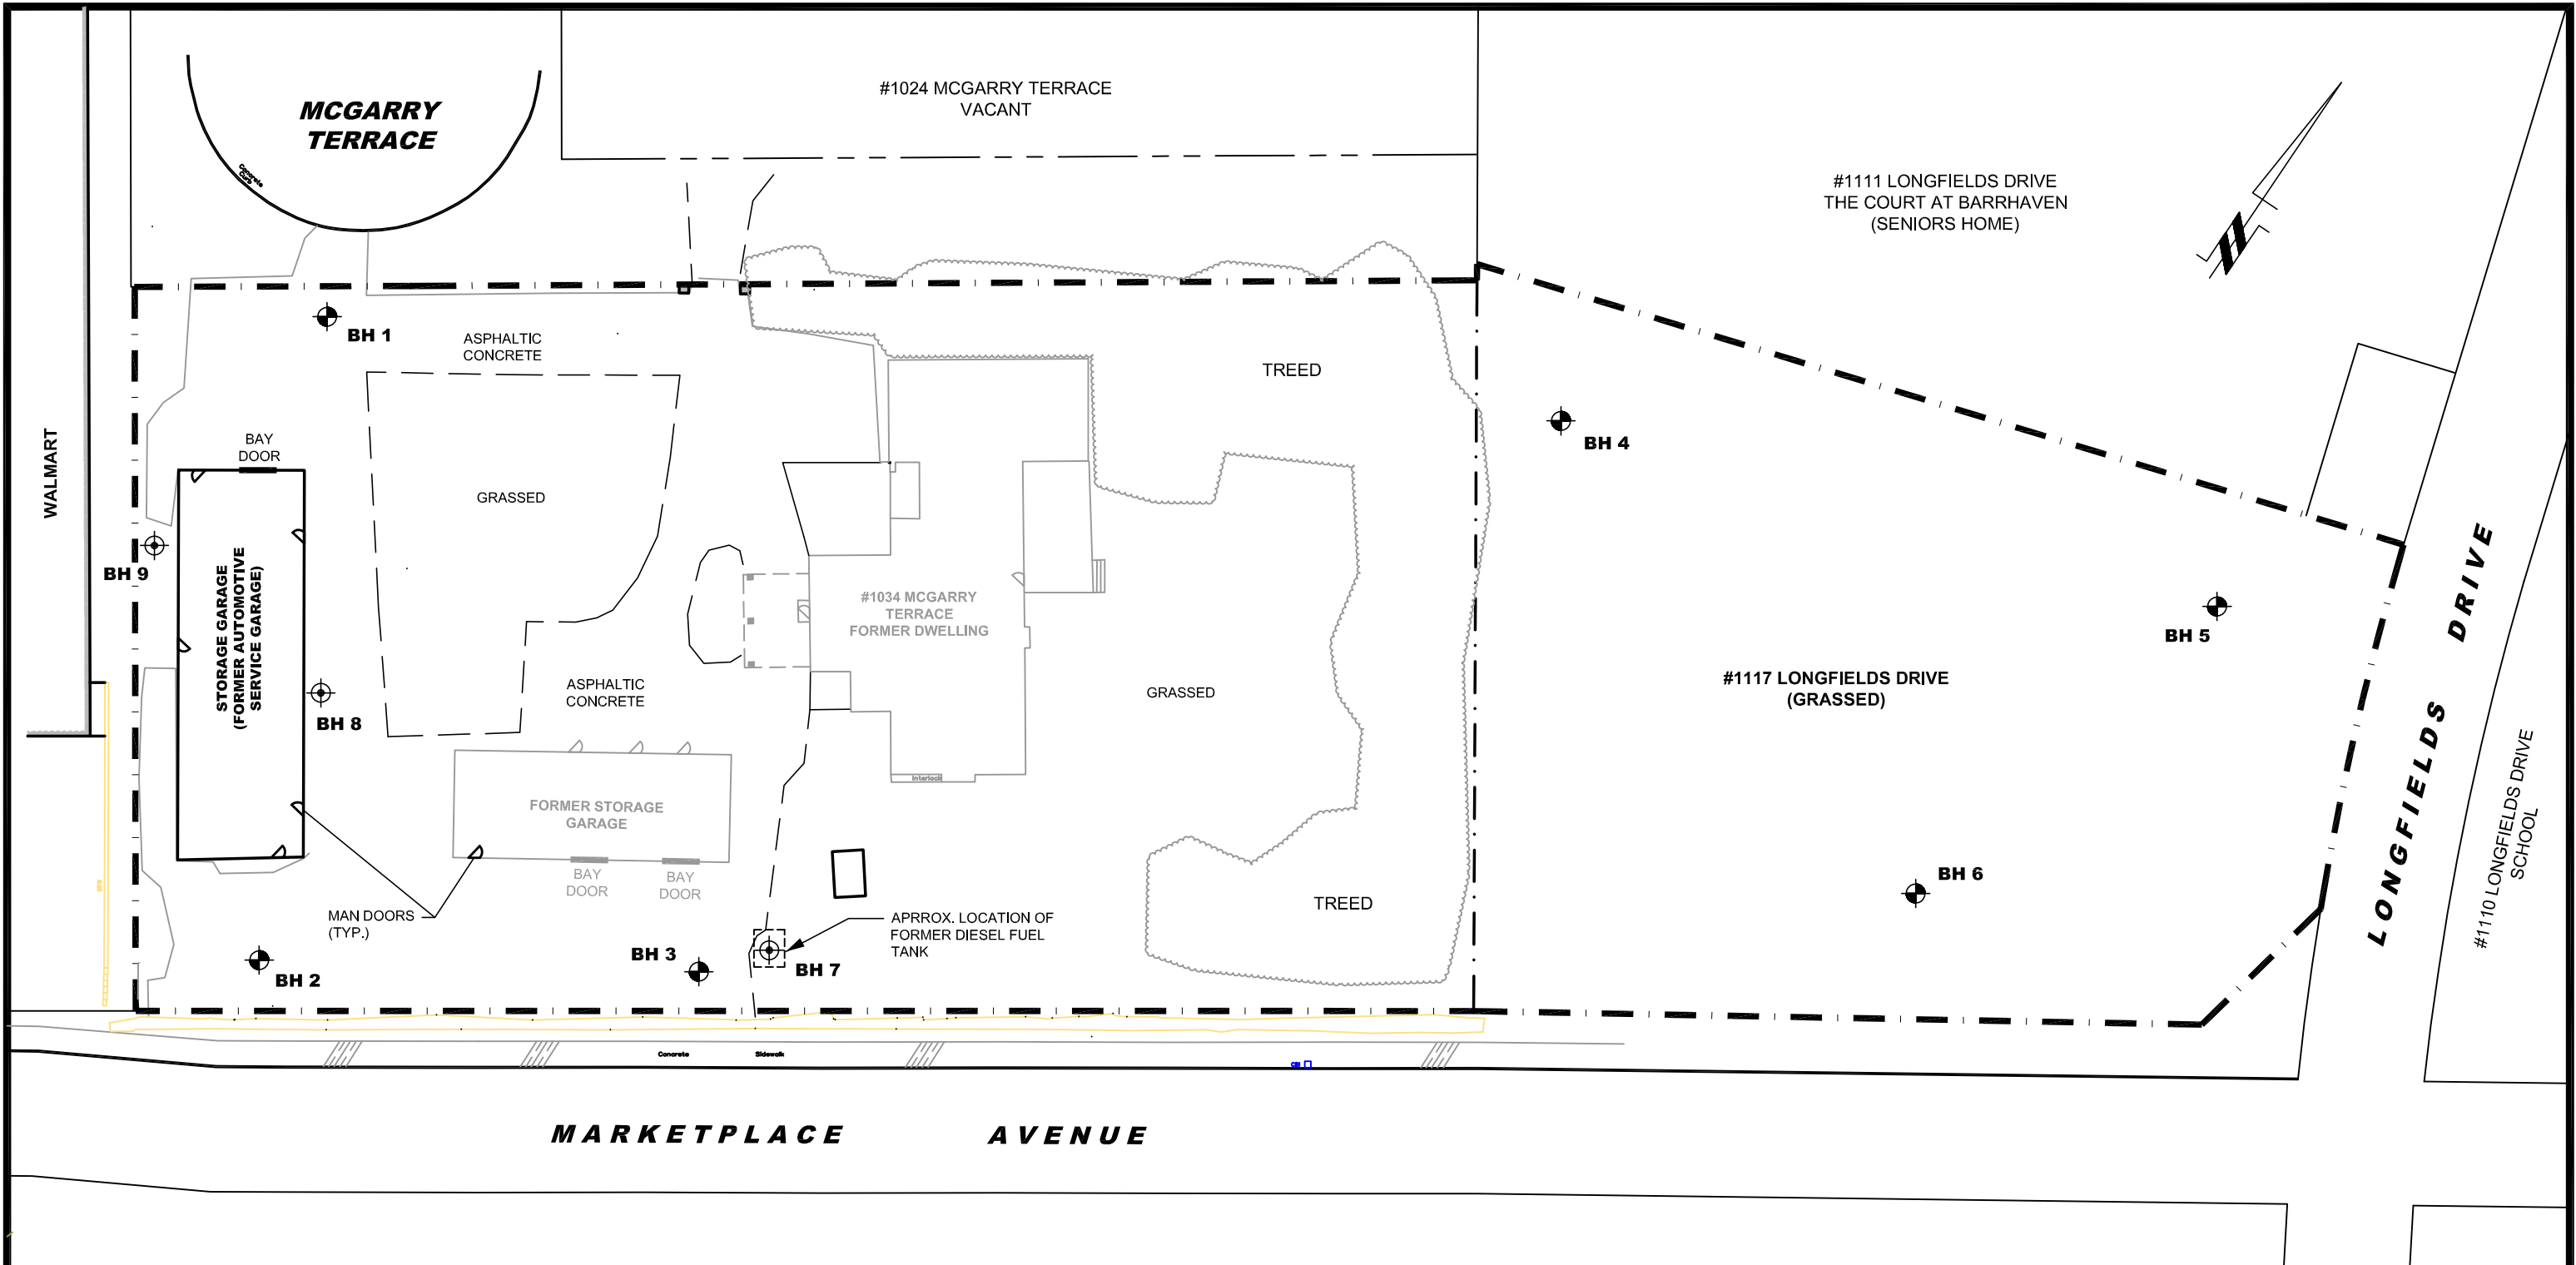 MCGARRY
TERRACE
Concrete
Curb
#1024 MCGARRY TERRACE
VACANT
#1111 LONGFIELDS DRIVE
THE COURT AT BARRHAVEN
(SENIORS HOME)
BH 1
ASPHALTIC
CONCRETE
TREED
BH 4
WALMART
BAY
DOOR
GRASSED
BH 9
STORAGE GARAGE
(FORMER AUTOMOTIVE
SERVICE GARAGE)
#1034 MCGARRY
TERRACE
FORMER DWELLING
BH 5
LONGFIELDS DRIVE
ASPHALTIC
CONCRETE
GRASSED
#1117 LONGFIELDS DRIVE
(GRASSED)
BH 8
#1110 LONGFIELDS DRIVE
SCHOOL
Interlock
FORMER STORAGE
GARAGE
BAY
DOOR
BAY
DOOR
BH 6
MAN DOORS
(TYP.)
TREED
APRROX. LOCATION OF
FORMER DIESEL FUEL
TANK
BH 3
BH 7
BH 2
Concrete Sidewalk
MARKETPLACE AVENUE